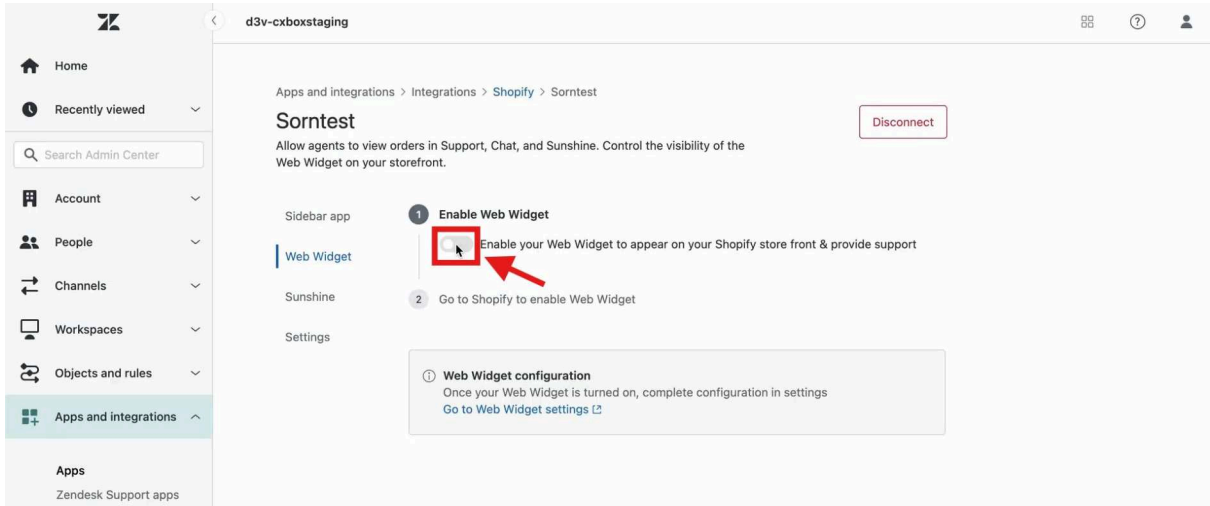 d3v-cxboxstaging
Home
Recently viewed
Search Admin Center
Account
People
Channels
Workspaces
Objects and rules
Apps and integrations
Apps
Zendesk Support apps
Apps and integrations > Integrations > Shopify > Sorntest
Sorntest
Disconnect
Allow agents to view orders in Support, Chat, and Sunshine. Control the visibility of the
Web Widget on your storefront.
Sidebar app
Web Widget
Sunshine
Settings
1 Enable Web Widget
Enable your Web Widget to appear on your Shopify store front & provide support
2 Go to Shopify to enable Web Widget
Web Widget configuration
Once your Web Widget is turned on, complete configuration in settings
Go to Web Widget settings